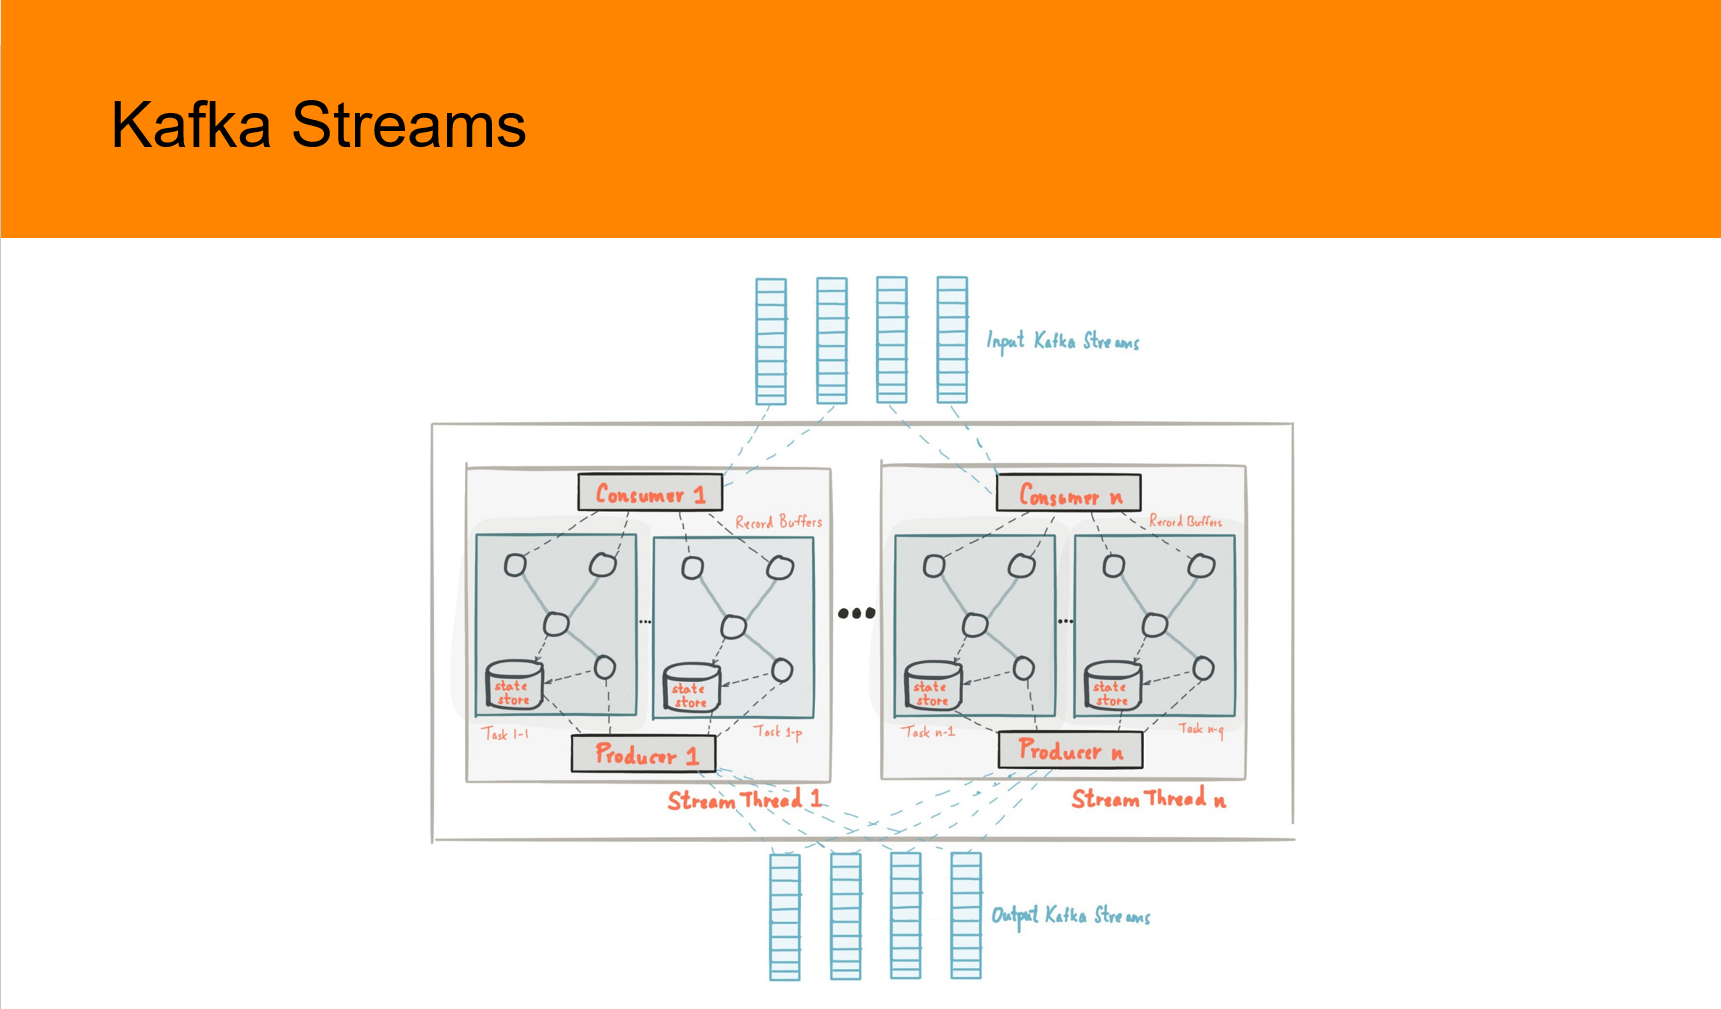 Kafka Streams
Input Kafka Streams
Consumer 1
Consumer n
Record Buffers
Record Buffers
...
...
...
state
store
state
store
state
store
state
store
Task 1-1
Task 1-p
Task n-1
Task n-q
Producer 1
Producer n
Stream Thread 1
Stream Thread n
Output Kafka Streams